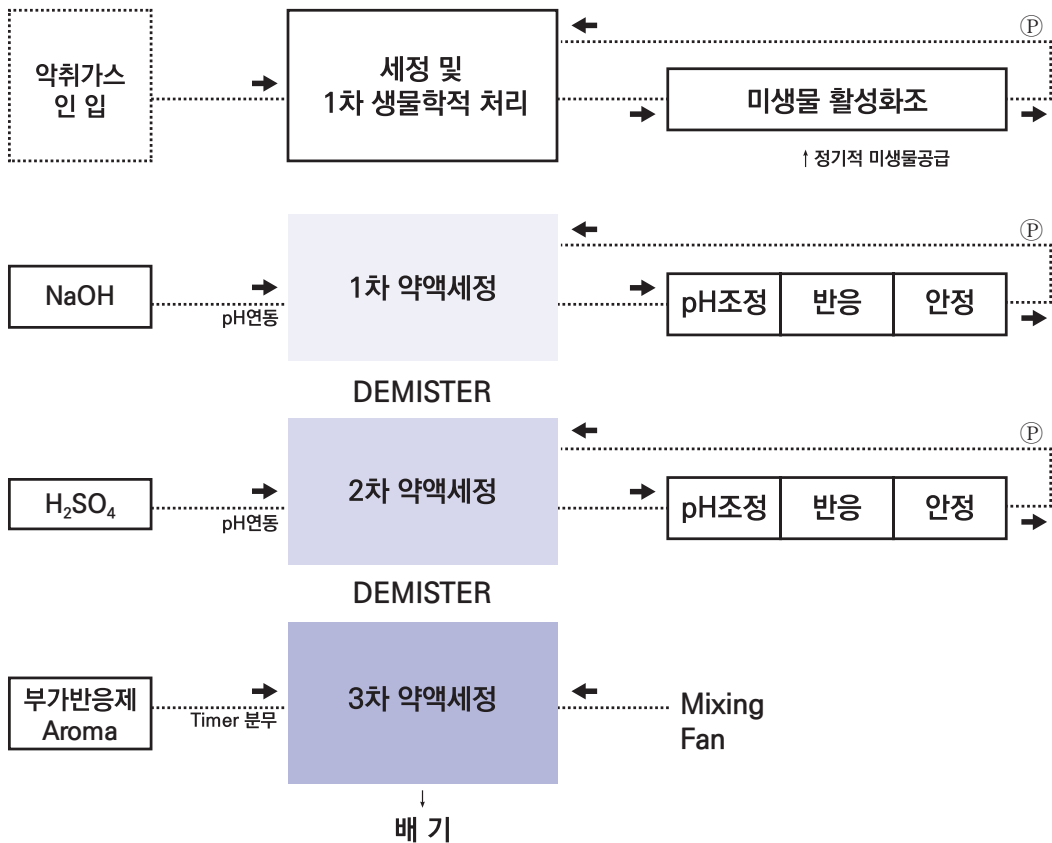 악취가스
인 입
세정 및
1차 생물학적 처리
Ⓟ
미생물 활성화조
↑ 정기적 미생물공급
NaOH
pH연동
1차 약액세정
Ⓟ
pH조정 반응 안정
DEMISTER
H₂SO₄
pH연동
2차 약액세정
Ⓟ
pH조정 반응 안정
DEMISTER
부가반응제
Aroma
Timer 분무
3차 약액세정
Mixing
Fan
배 기